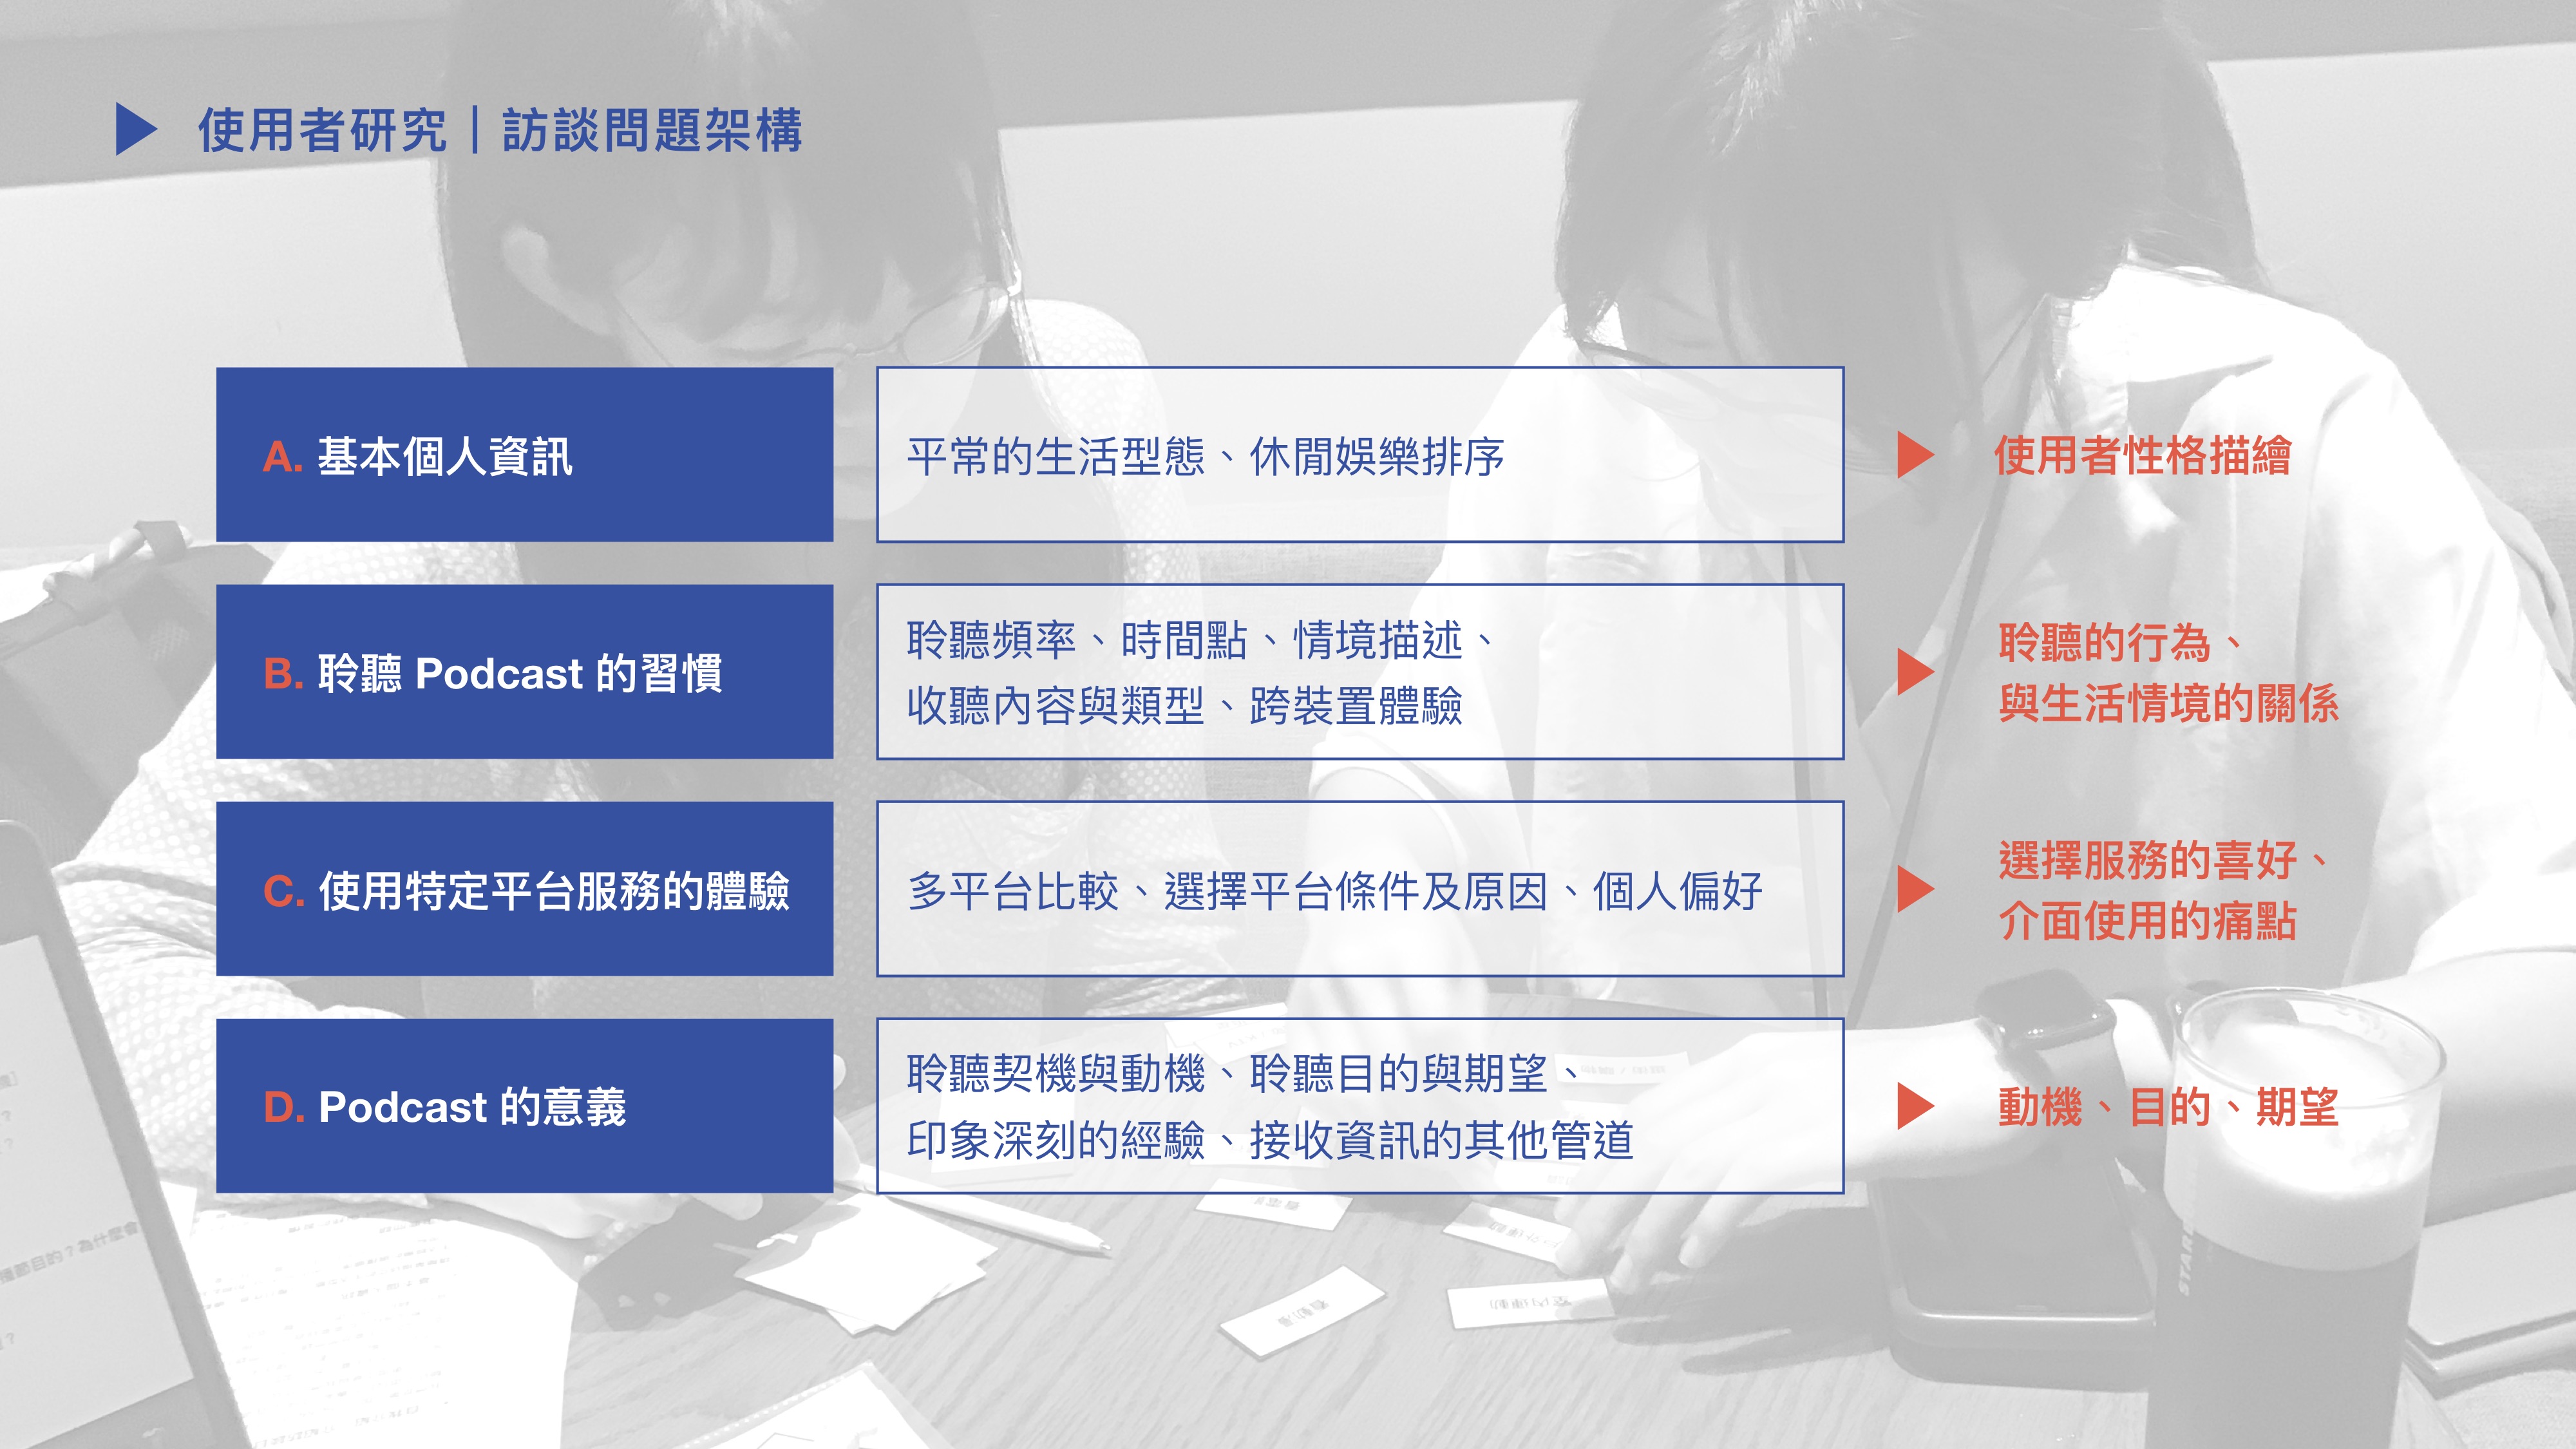 使用者研究｜訪談問題架構
A. 基本個人資訊
平常的生活型態、休閒娛樂排序
使用者性格描繪
B. 聆聽 Podcast 的習慣
聆聽頻率、時間點、情境描述、
收聽內容與類型、跨裝置體驗
聆聽的行為、
與生活情境的關係
C. 使用特定平台服務的體驗
多平台比較、選擇平台條件及原因、個人偏好
選擇服務的喜好、
介面使用的痛點
D. Podcast 的意義
聆聽契機與動機、聆聽目的與期望、
印象深刻的經驗、接收資訊的其他管道
動機、目的、期望
看動漫
室內運動